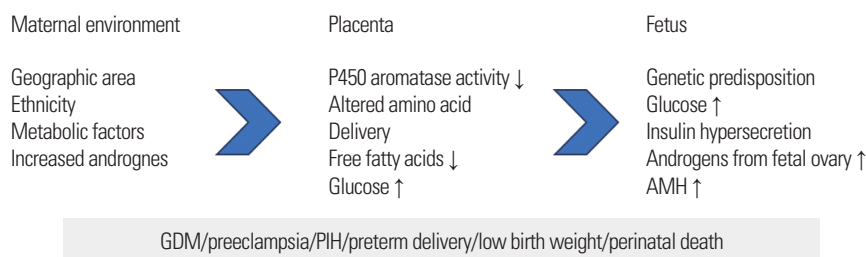 Maternal environment
Geographic area
Ethnicity
Metabolic factors
Increased andrognes
Placenta
P450 aromatase activity ↓
Altered amino acid
Delivery
Free fatty acids ↓
Glucose ↑
Fetus
Genetic predisposition
Glucose ↑
Insulin hypersecretion
Androgens from fetal ovary ↑
AMH ↑
GDM/preeclampsia/PIH/preterm delivery/low birth weight/perinatal death